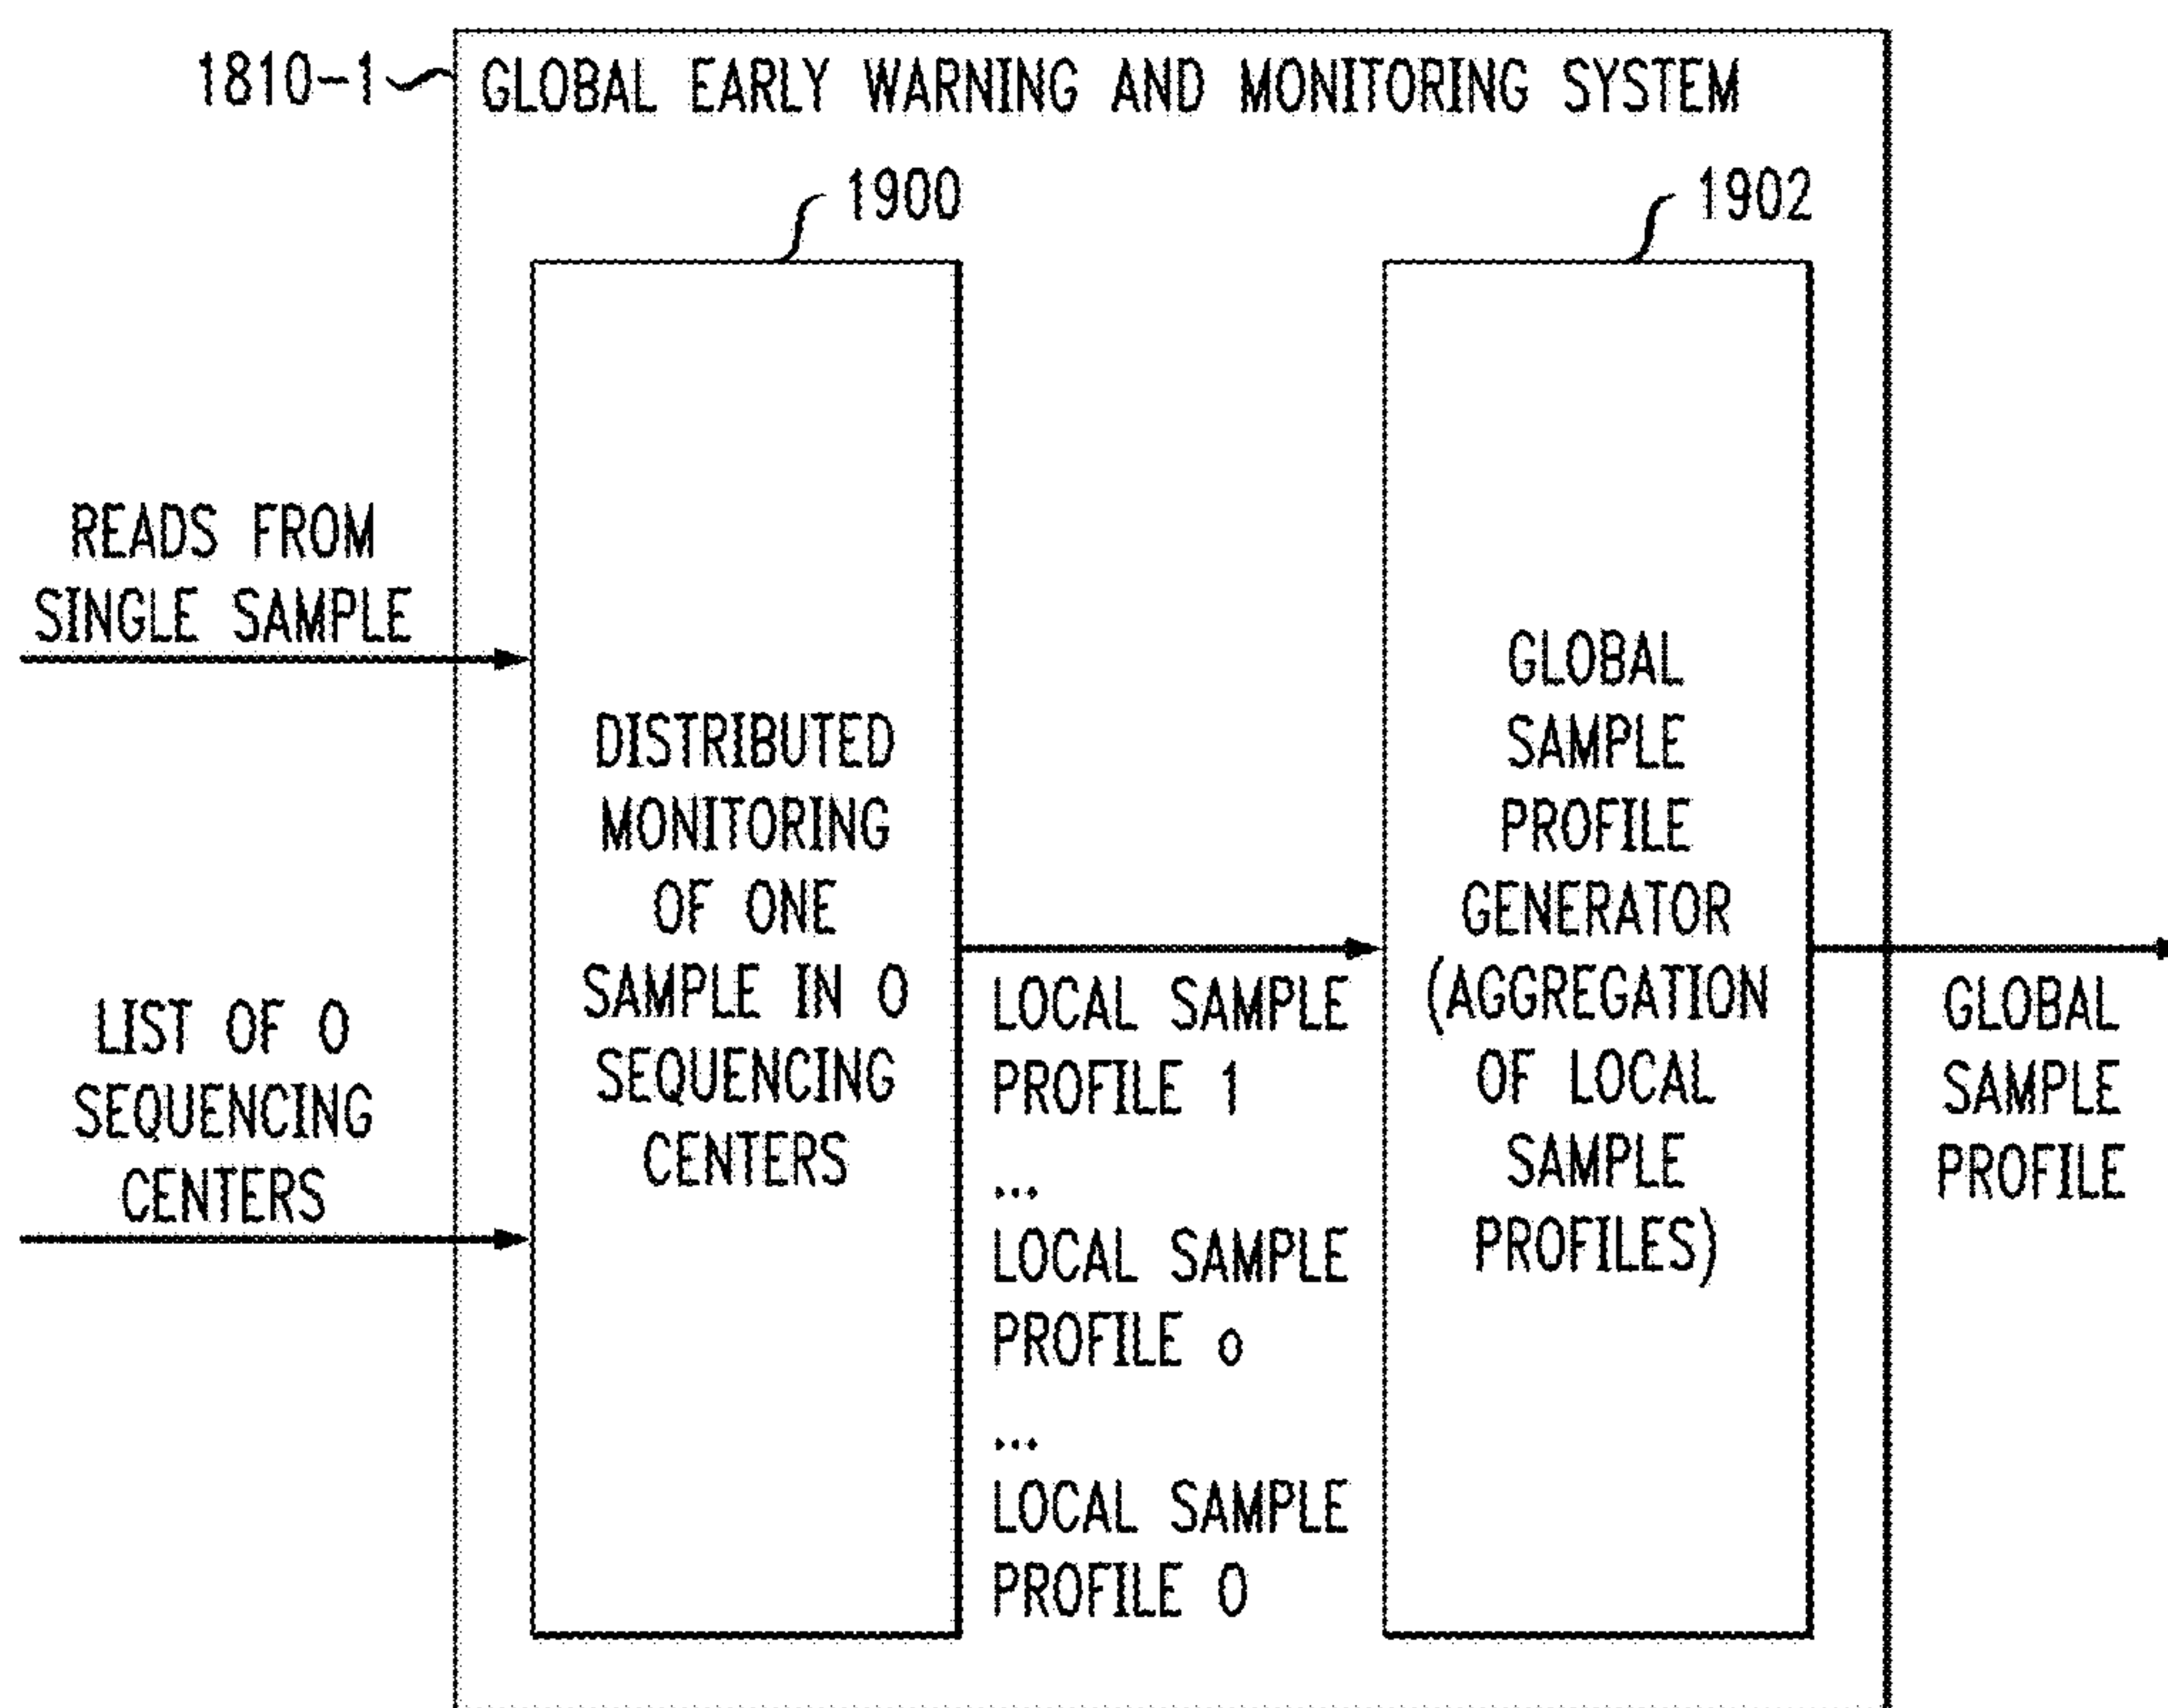 1810-1
GLOBAL EARLY WARNING AND MONITORING SYSTEM
1900
1902
READS FROM
SINGLE SAMPLE
LIST OF O
SEQUENCING
CENTERS
DISTRIBUTED
MONITORING
OF ONE
SAMPLE IN O
SEQUENCING
CENTERS
LOCAL SAMPLE
PROFILE 1
...
LOCAL SAMPLE
PROFILE o
...
LOCAL SAMPLE
PROFILE O
GLOBAL
SAMPLE
PROFILE
GENERATOR
(AGGREGATION
OF LOCAL
SAMPLE
PROFILES)
GLOBAL
SAMPLE
PROFILE